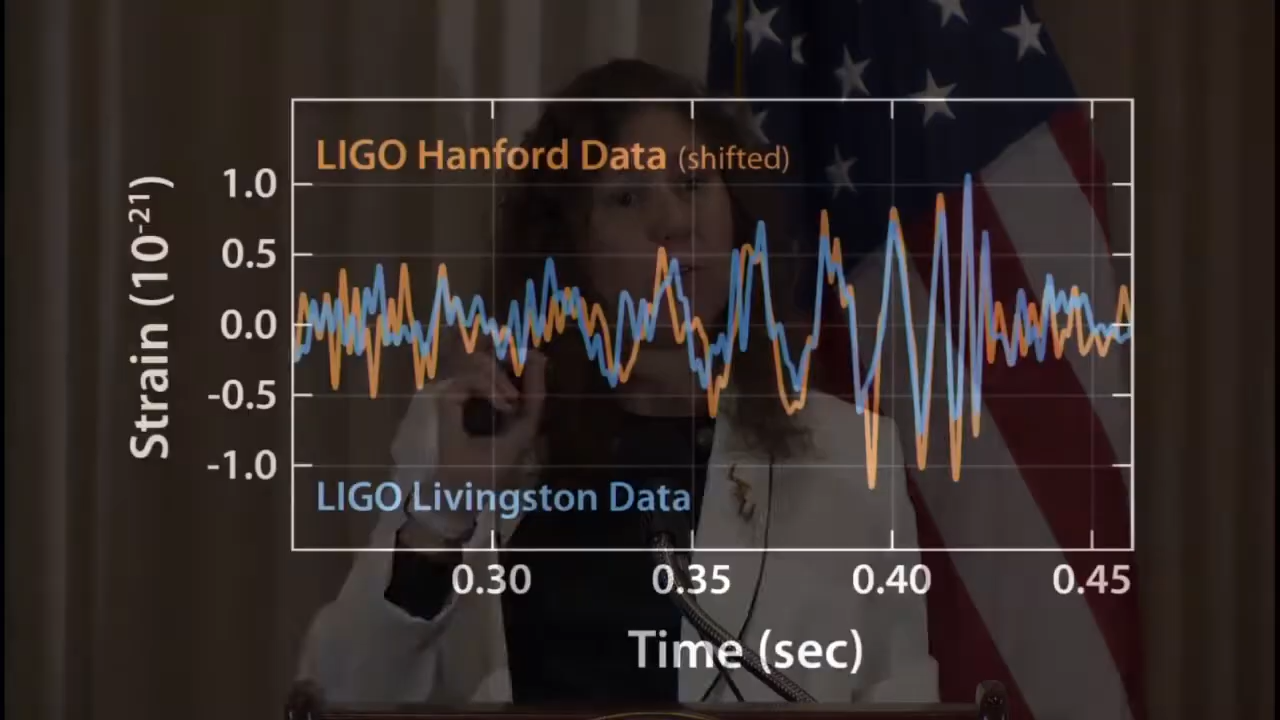 LIGO Hanford Data (shifted)
Strain (10⁻²¹)
1.0
0.5
0.0
-0.5
-1.0
LIGO Livingston Data
0.30 0.35 0.40 0.45
Time (sec)